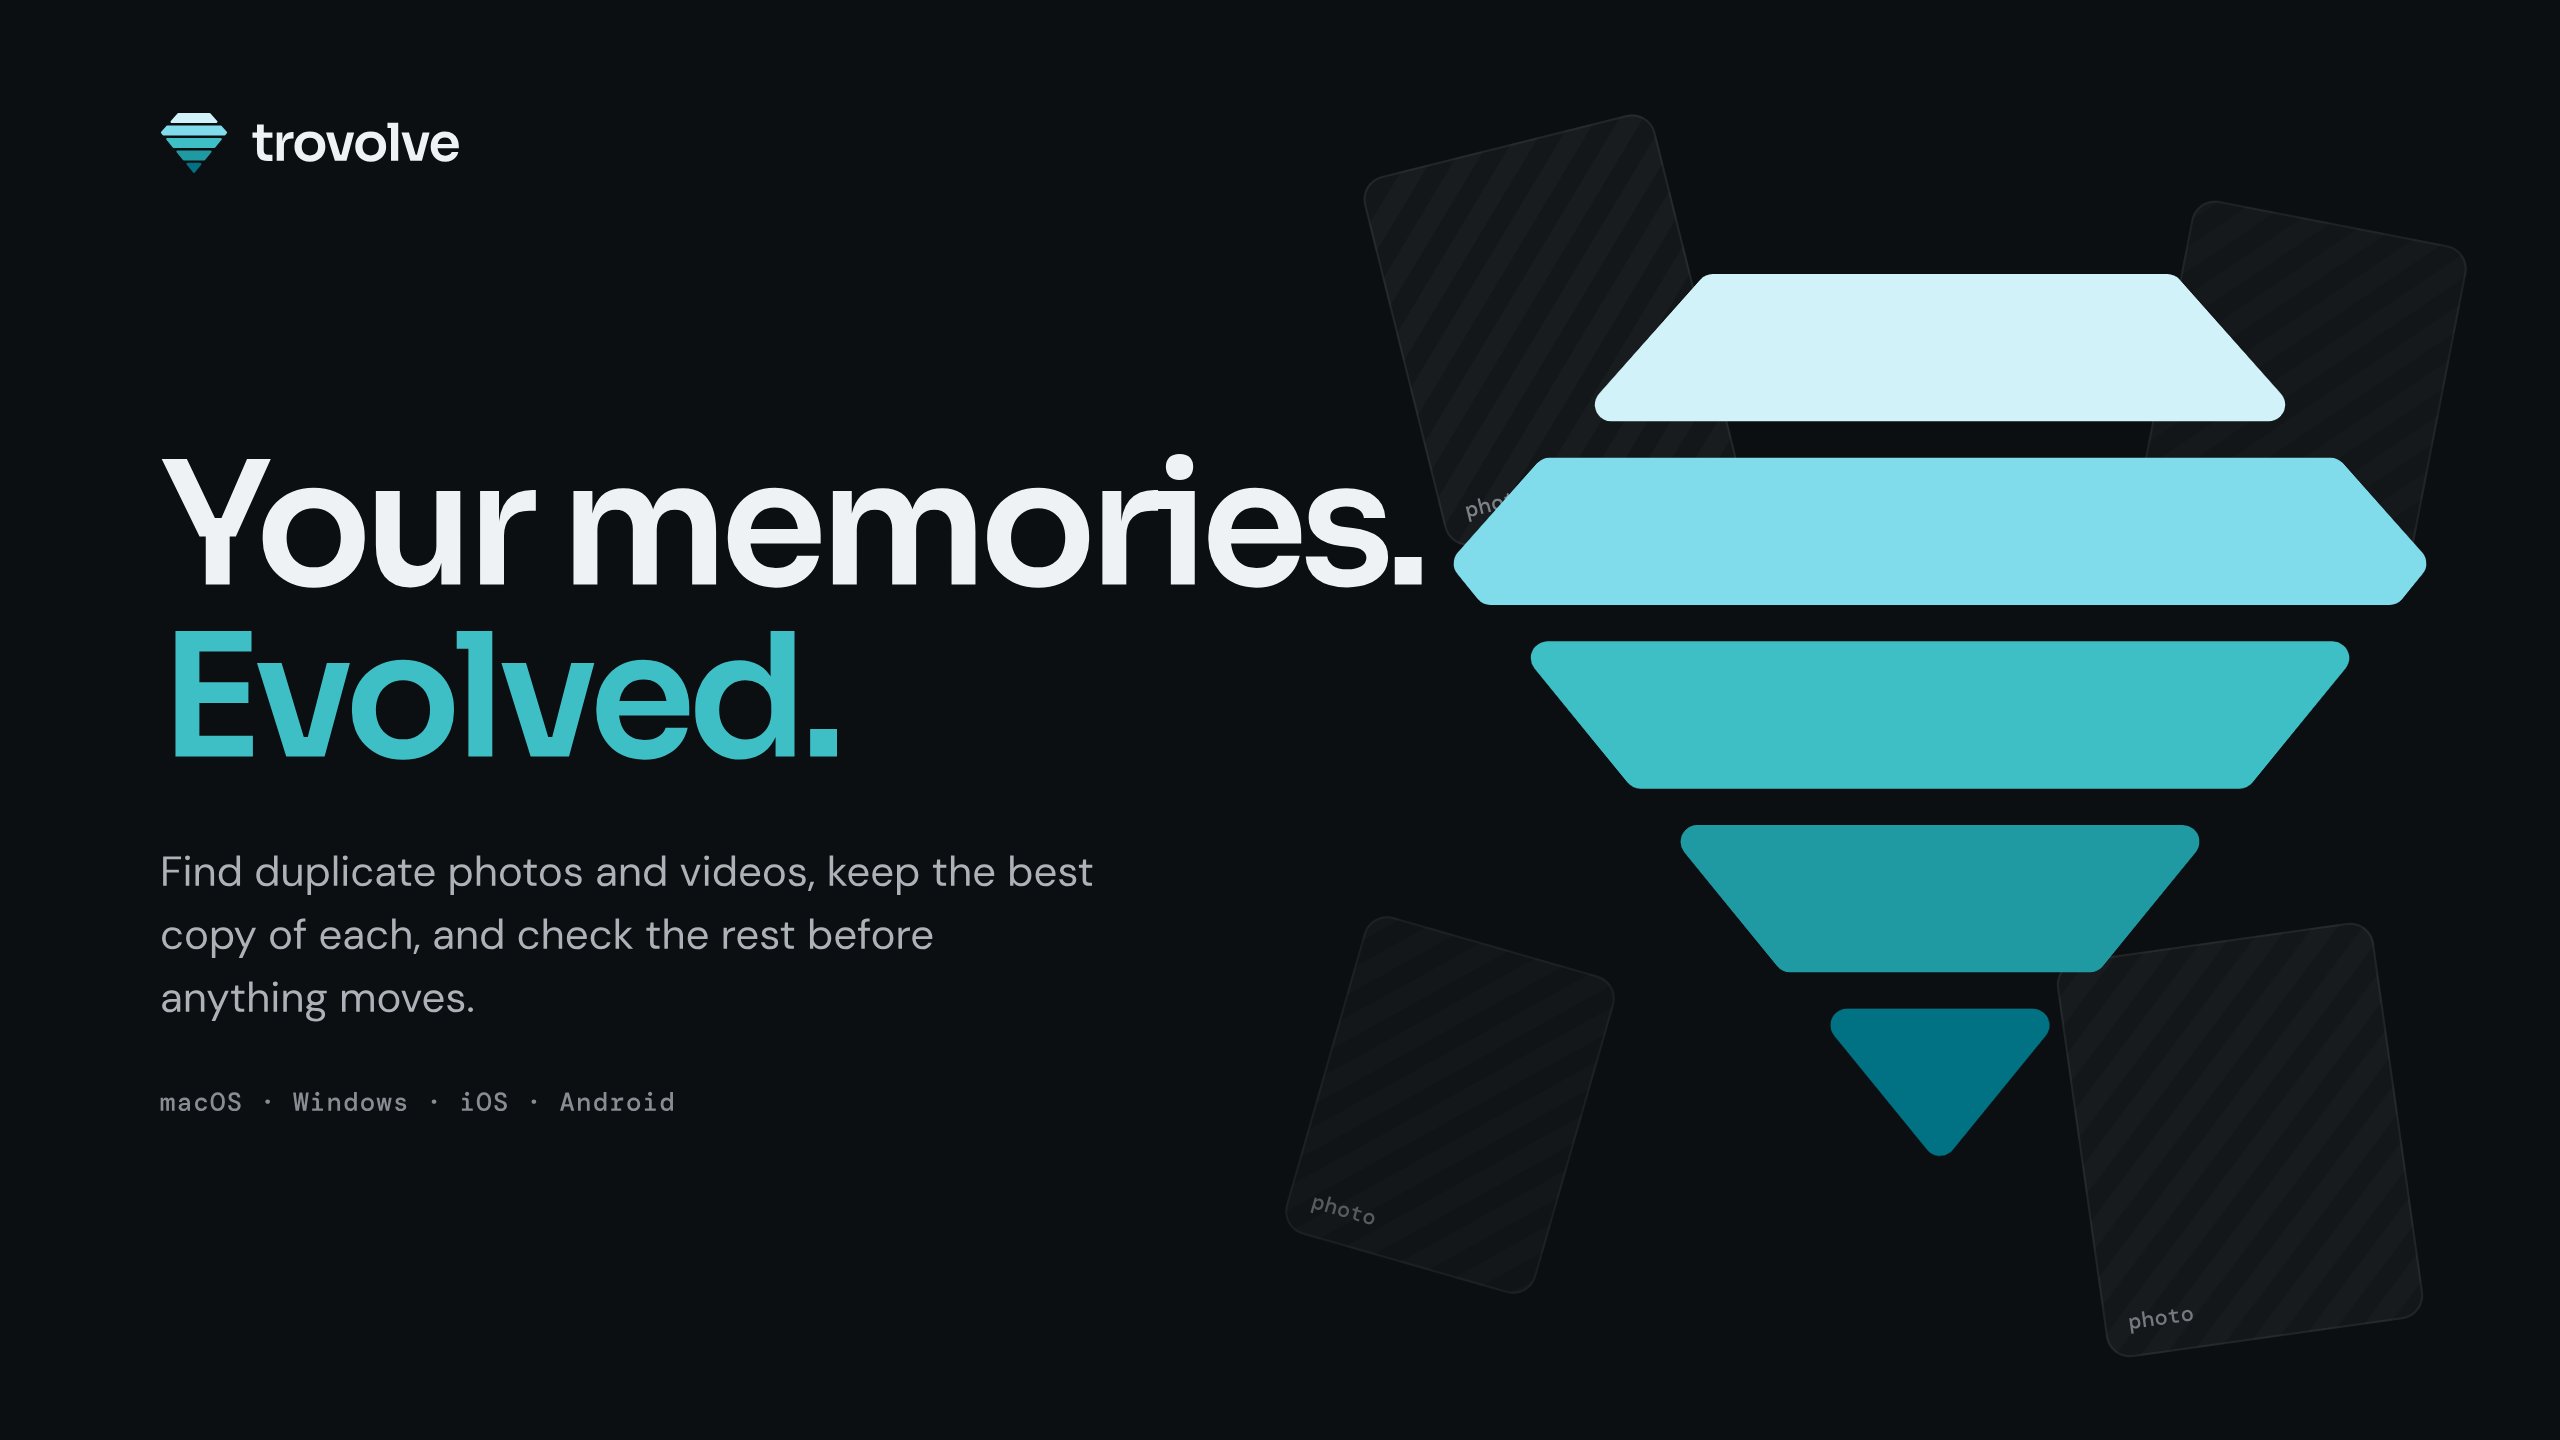 trovolve
Your memories.
Evolved.
Find duplicate photos and videos, keep the best
copy of each, and check the rest before
anything moves.
macOS · Windows · iOS · Android
photo
photo